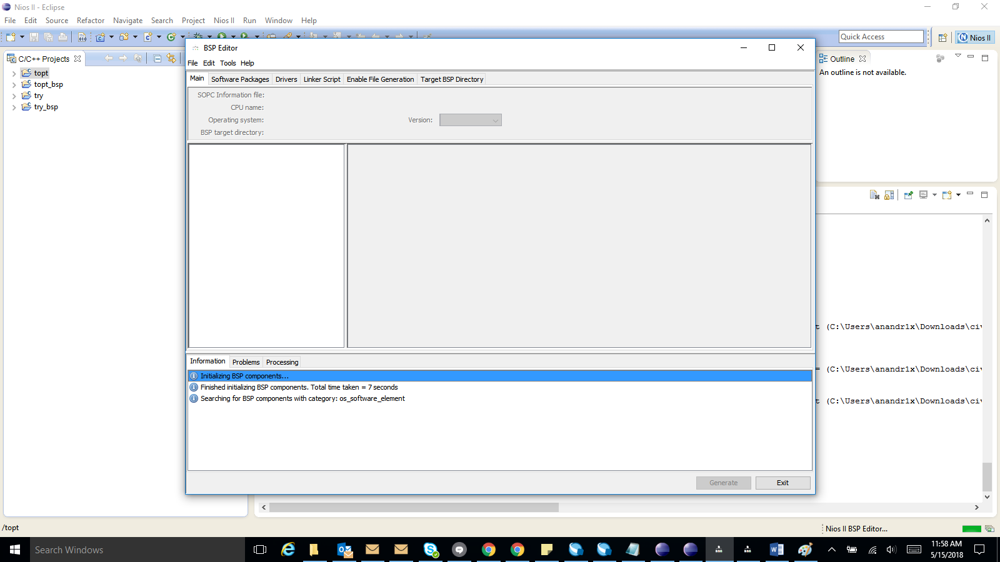 Nios II - Eclipse
File Edit Source Refactor Navigate Search Project Nios II Run Window Help
Quick Access
Nios II
C/C++ Projects
topt
topt_bsp
try
try_bsp
BSP Editor
File Edit Tools Help
Main Software Packages Drivers Linker Script Enable File Generation Target BSP Directory
SOPC Information file:
CPU name:
Operating system: Version:
BSP target directory:
Information Problems Processing
Initializing BSP components...
Finished initializing BSP components. Total time taken = 7 seconds
Searching for BSP components with category: os_software_element
Generate Exit
Outline
An outline is not available.
t (C:\Users\anandr1x\Downloads\ci
= (C:\Users\anandr1x\Downloads\ci
t (C:\Users\anandr1x\Downloads\ci
/topt
Nios II BSP Editor...
Search Windows
11:58 AM
5/15/2018